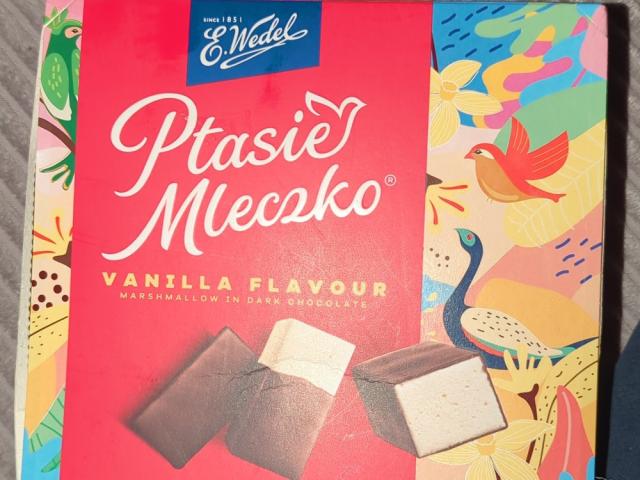 SINCE 1851
E.Wedel
Ptasie
Mleczko®
VANILLA FLAVOUR
MARSHMALLOW IN DARK CHOCOLATE